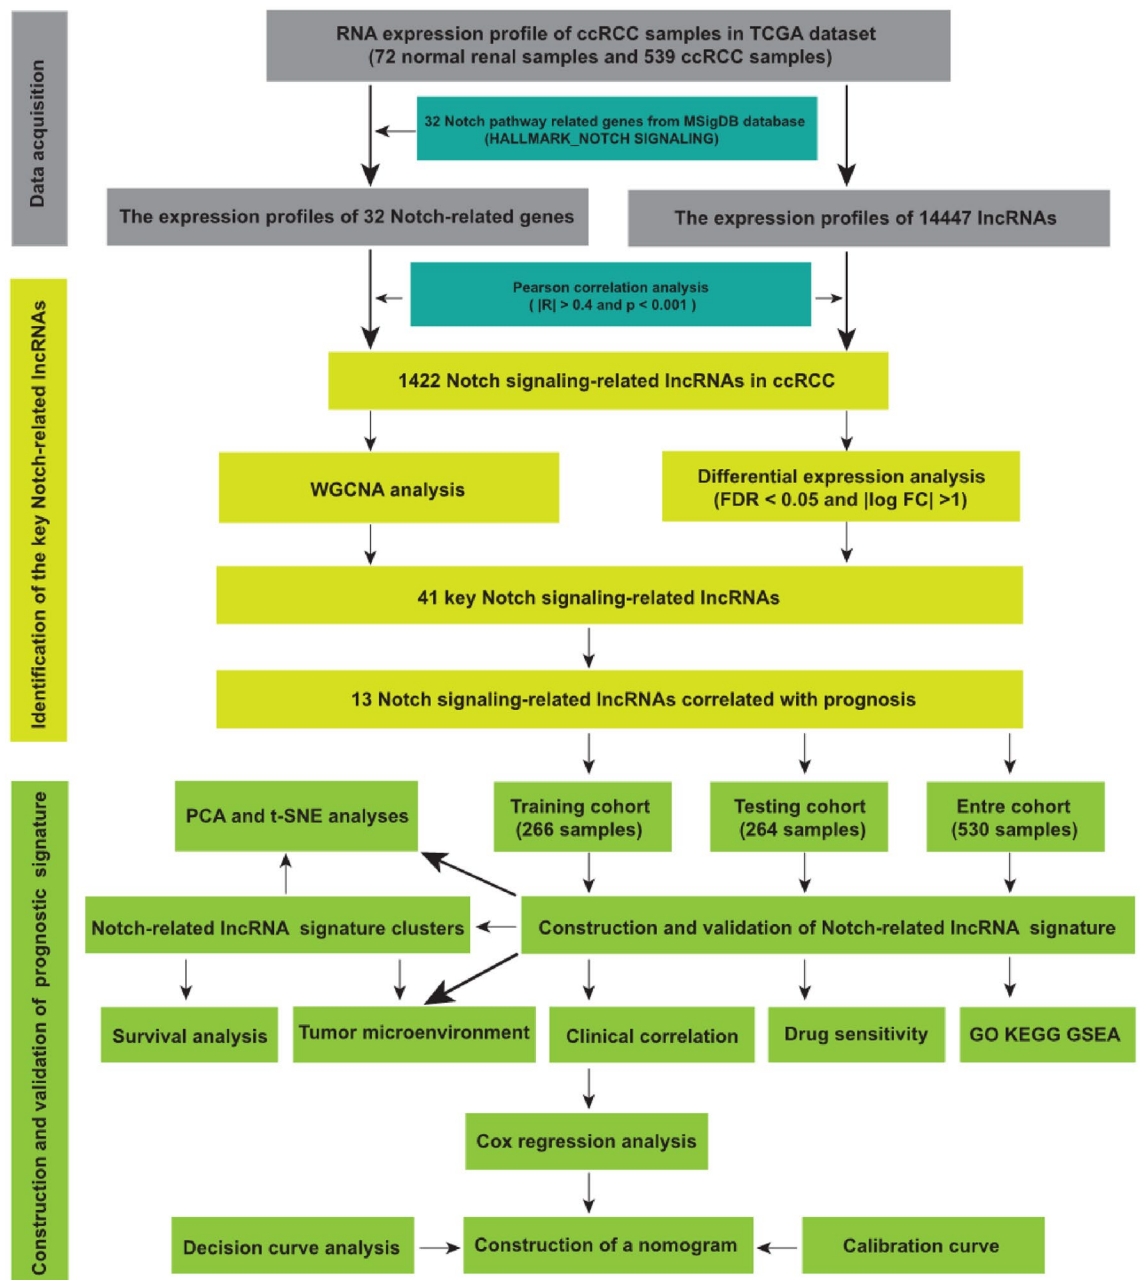 Data acquisition
RNA expression profile of ccRCC samples in TCGA dataset
(72 normal renal samples and 539 ccRCC samples)
32 Notch pathway related genes from MSigDB database
(HALLMARK_NOTCH SIGNALING)
The expression profiles of 32 Notch-related genes
The expression profiles of 14447 lncRNAs
Identification of the key Notch-related lncRNAs
Pearson correlation analysis
( |R| > 0.4 and p < 0.001 )
1422 Notch signaling-related lncRNAs in ccRCC
WGCNA analysis
Differential expression analysis
(FDR < 0.05 and |log FC| >1)
41 key Notch signaling-related lncRNAs
13 Notch signaling-related lncRNAs correlated with prognosis
Construction and validation of prognostic signature
PCA and t-SNE analyses
Training cohort
(266 samples)
Testing cohort
(264 samples)
Entre cohort
(530 samples)
Notch-related lncRNA signature clusters
Construction and validation of Notch-related lncRNA signature
Survival analysis
Tumor microenvironment
Clinical correlation
Drug sensitivity
GO KEGG GSEA
Cox regression analysis
Decision curve analysis
Construction of a nomogram
Calibration curve